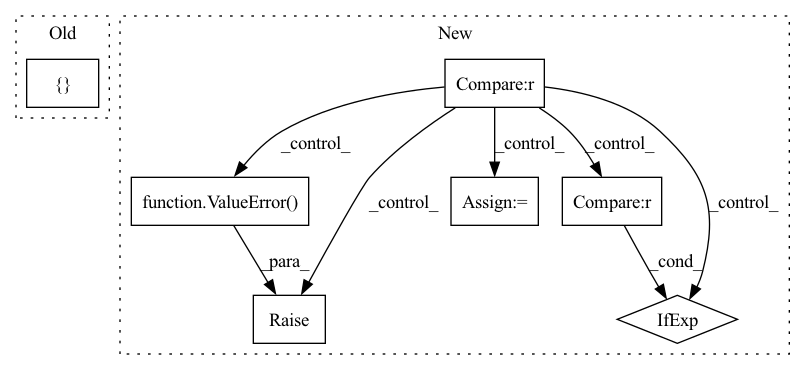 Old
New
{}
Compare:r
_control_
_control_
_control_
_control_
_control_
function.ValueError()
Assign:=
Compare:r
_para_
_cond_
Raise
IfExp